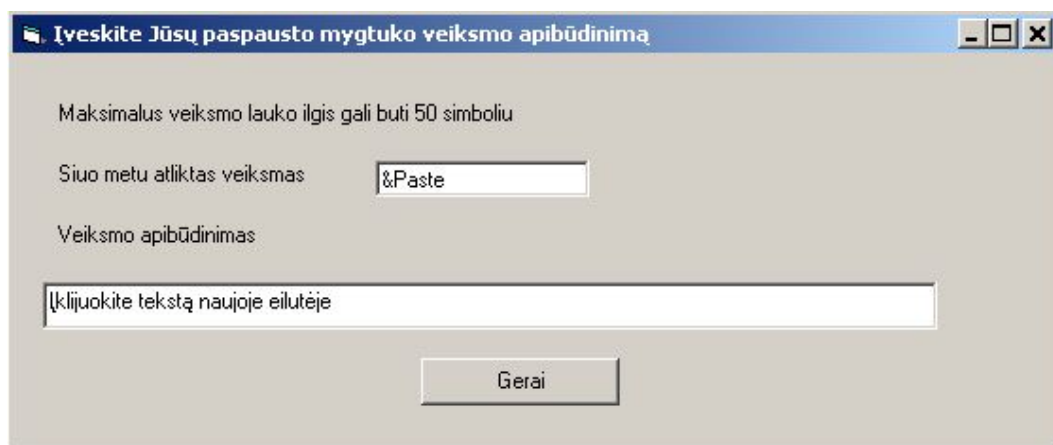 Įveskite Jūsų paspausto mygtuko veiksmo apibūdinimą
Maksimalus veiksmo lauko ilgis gali buti 50 simboliu
Siuo metu atliktas veiksmas &Paste
Veiksmo apibūdinimas
Įklijuokite tekstą naujoje eilutėje
Gerai